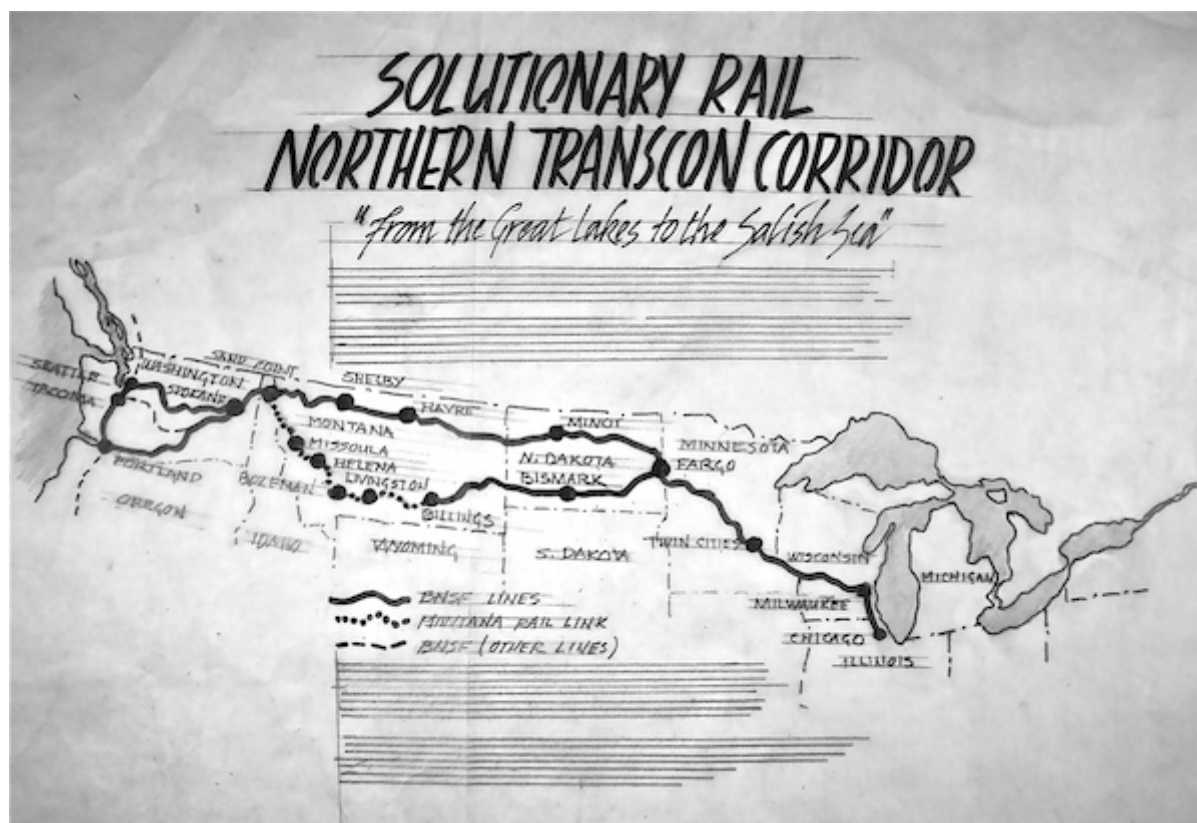 SOLUTIONARY RAIL
NORTHERN TRANSCON CORRIDOR
"from the Great Lakes to the Salish Sea"
SEATTLE
TACOMA
WASHINGTON
SPOKANE
SAND POINT
SHELBY
HAVRE
MONTANA
MISSOULA
HELENA
BOZEMAN
LIVINGSTON
BILLINGS
PORTLAND
OREGON
IDAHO
WYOMING
MINOT
N. DAKOTA
BISMARK
S. DAKOTA
MINNESOTA
FARGO
TWIN CITIES
WISCONSIN
MICHIGAN
MILWAUKEE
CHICAGO
ILLINOIS
BNSF LINES
MONTANA RAIL LINK
BNSF (OTHER LINES)